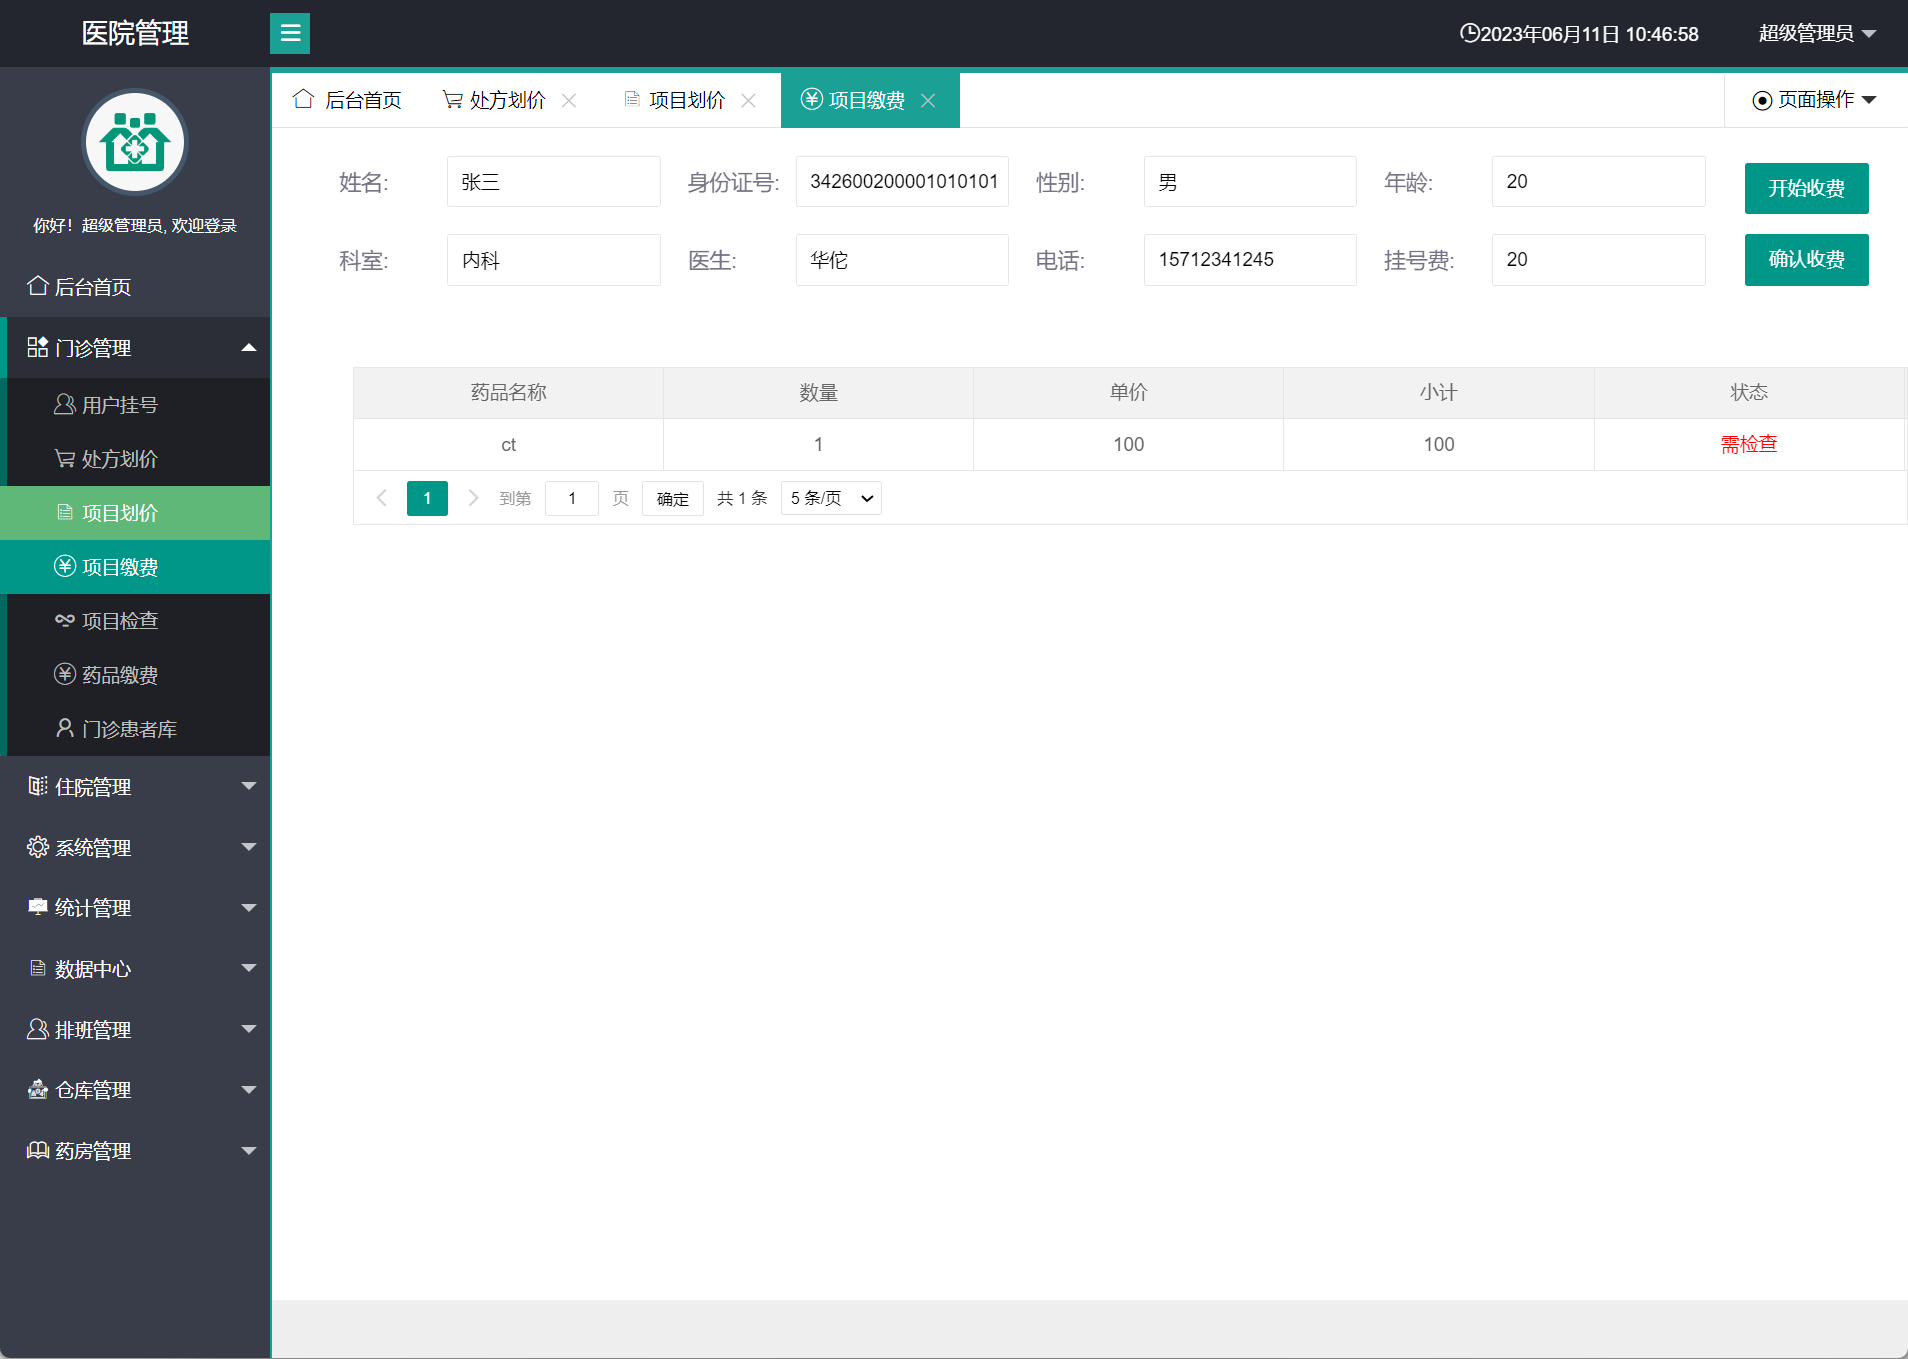 医院管理
2023年06月11日 10:46:58
超级管理员
你好！超级管理员, 欢迎登录
后台首页
门诊管理
用户挂号
处方划价
项目划价
项目缴费
项目检查
药品缴费
门诊患者库
住院管理
系统管理
统计管理
数据中心
排班管理
仓库管理
药房管理
后台首页 处方划价 项目划价 项目缴费 页面操作
姓名: 张三 身份证号: 342600200001010101 性别: 男 年龄: 20 开始收费
科室: 内科 医生: 华佗 电话: 15712341245 挂号费: 20 确认收费
药品名称 数量 单价 小计 状态
ct 1 100 100 需检查
1 到第 1 页 确定 共 1 条 5 条/页